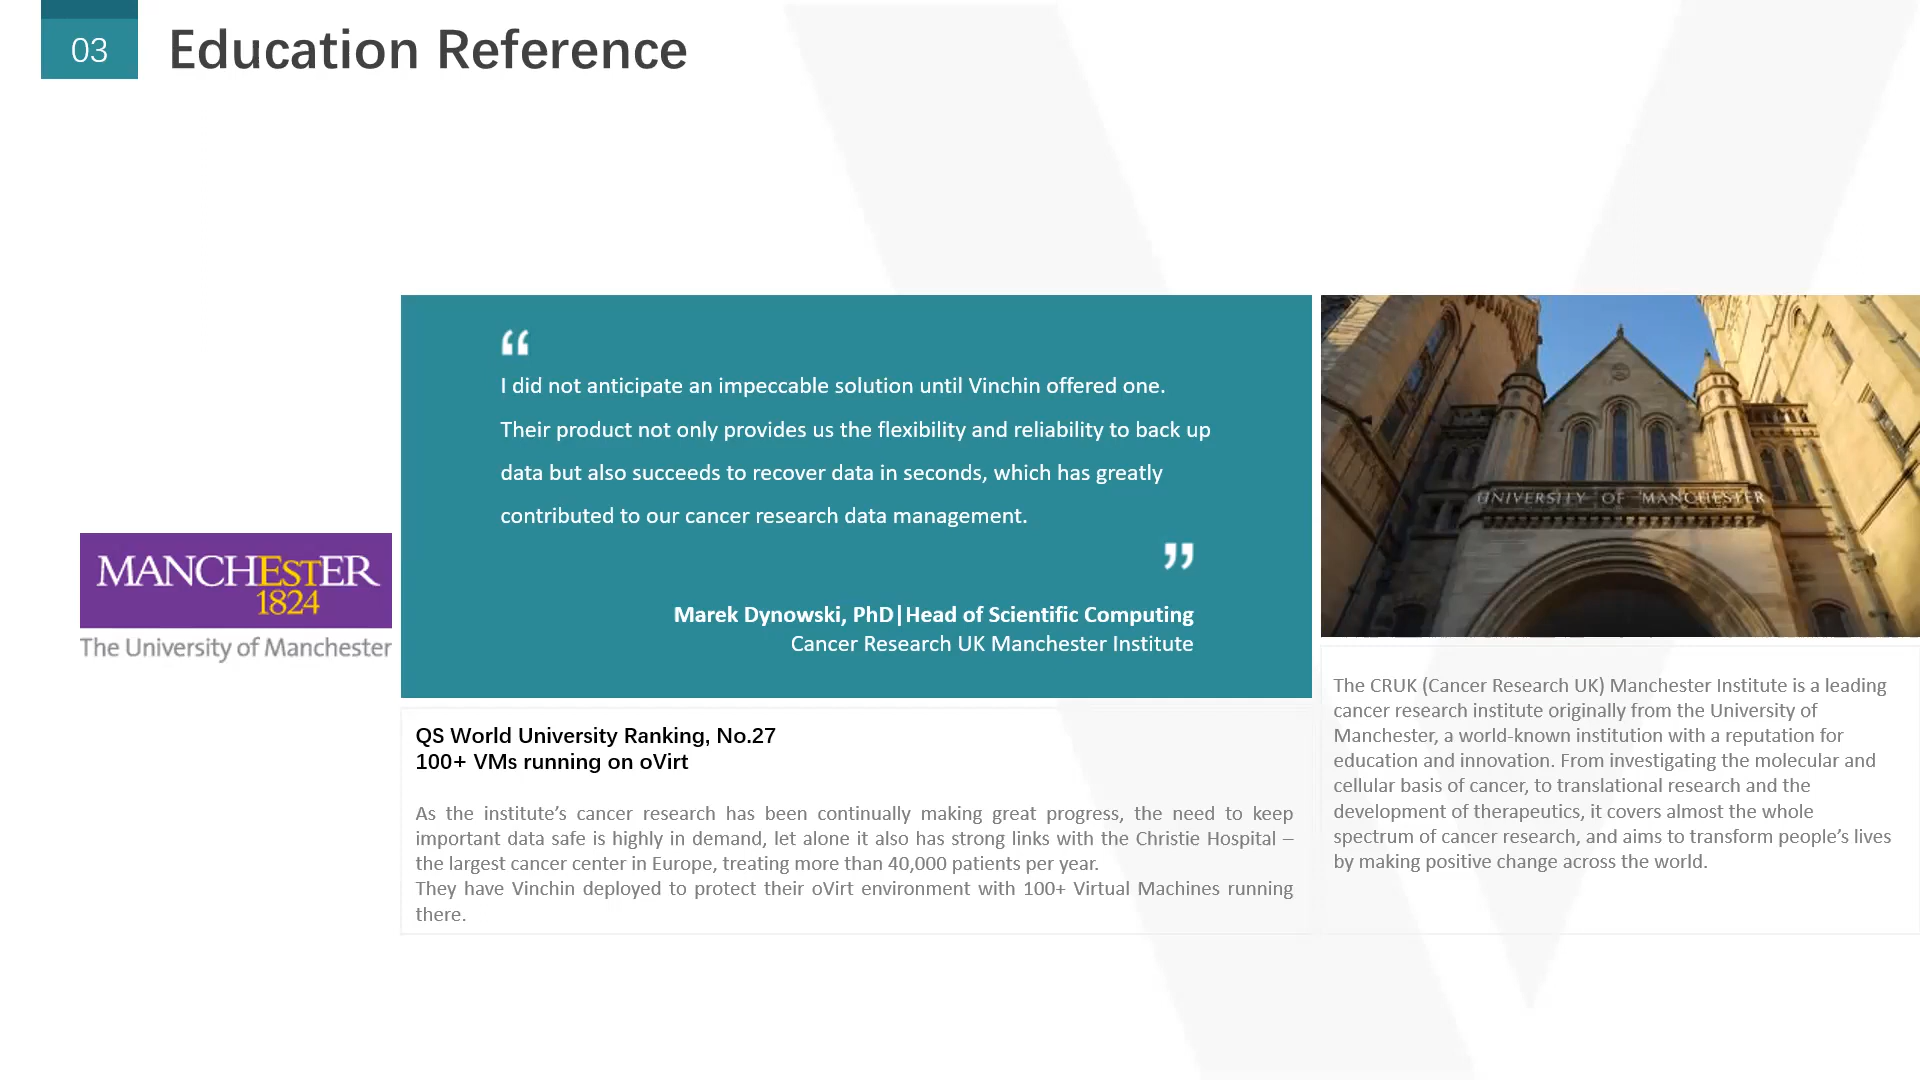 03
Education Reference
“
I did not anticipate an impeccable solution until Vinchin offered one.
Their product not only provides us the flexibility and reliability to back up
data but also succeeds to recover data in seconds, which has greatly
contributed to our cancer research data management.
”
Marek Dynowski, PhD|Head of Scientific Computing
Cancer Research UK Manchester Institute
MANCHESTER
1824
The University of Manchester
UNIVERSITY OF MANCHESTER
QS World University Ranking, No.27
100+ VMs running on oVirt
As the institute’s cancer research has been continually making great progress, the need to keep
important data safe is highly in demand, let alone it also has strong links with the Christie Hospital –
the largest cancer center in Europe, treating more than 40,000 patients per year.
They have Vinchin deployed to protect their oVirt environment with 100+ Virtual Machines running
there.
The CRUK (Cancer Research UK) Manchester Institute is a leading
cancer research institute originally from the University of
Manchester, a world-known institution with a reputation for
education and innovation. From investigating the molecular and
cellular basis of cancer, to translational research and the
development of therapeutics, it covers almost the whole
spectrum of cancer research, and aims to transform people’s lives
by making positive change across the world.